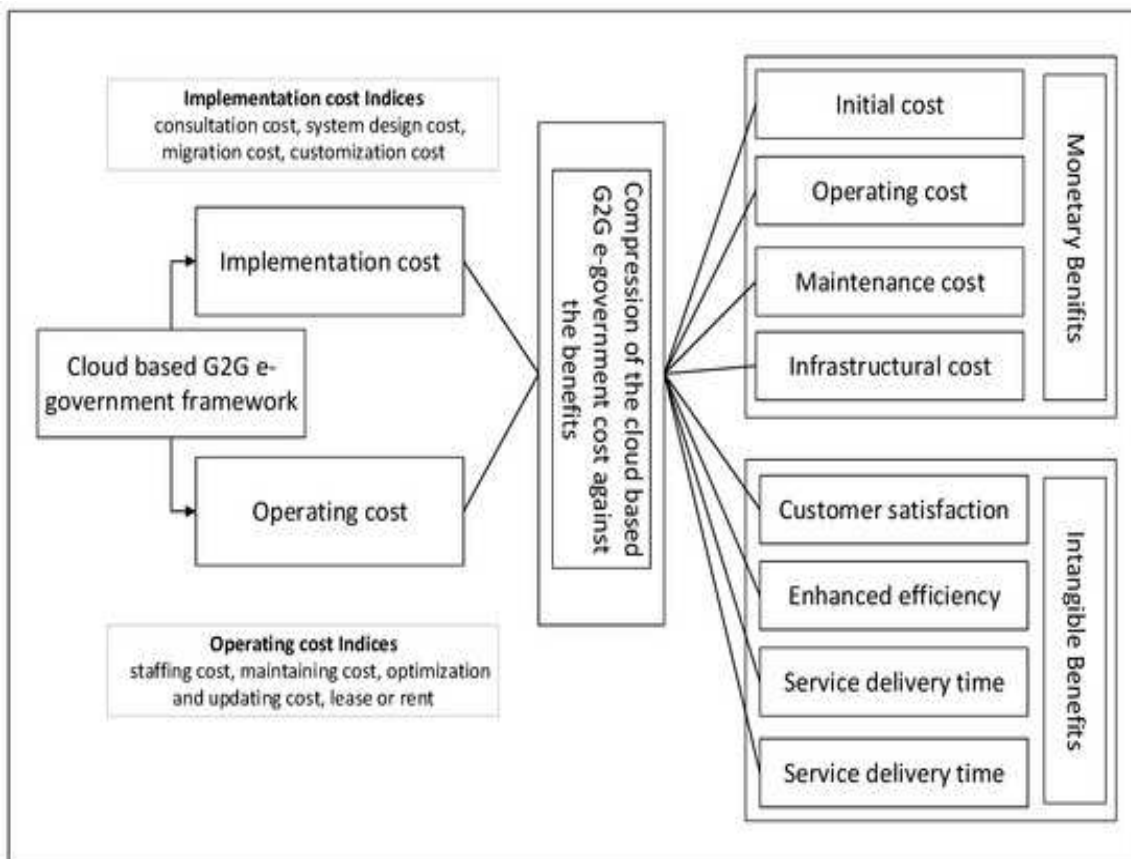 Implementation cost Indices
consultation cost, system design cost,
migration cost, customization cost
Implementation cost
Cloud based G2G e-
government framework
Operating cost
Operating cost Indices
staffing cost, maintaining cost, optimization
and updating cost, lease or rent
Compression of the cloud based
G2G e-government cost against
the benefits
Initial cost
Operating cost
Maintenance cost
Infrastructural cost
Monetary Benifits
Customer satisfaction
Enhanced efficiency
Service delivery time
Service delivery time
Intangible Benefits